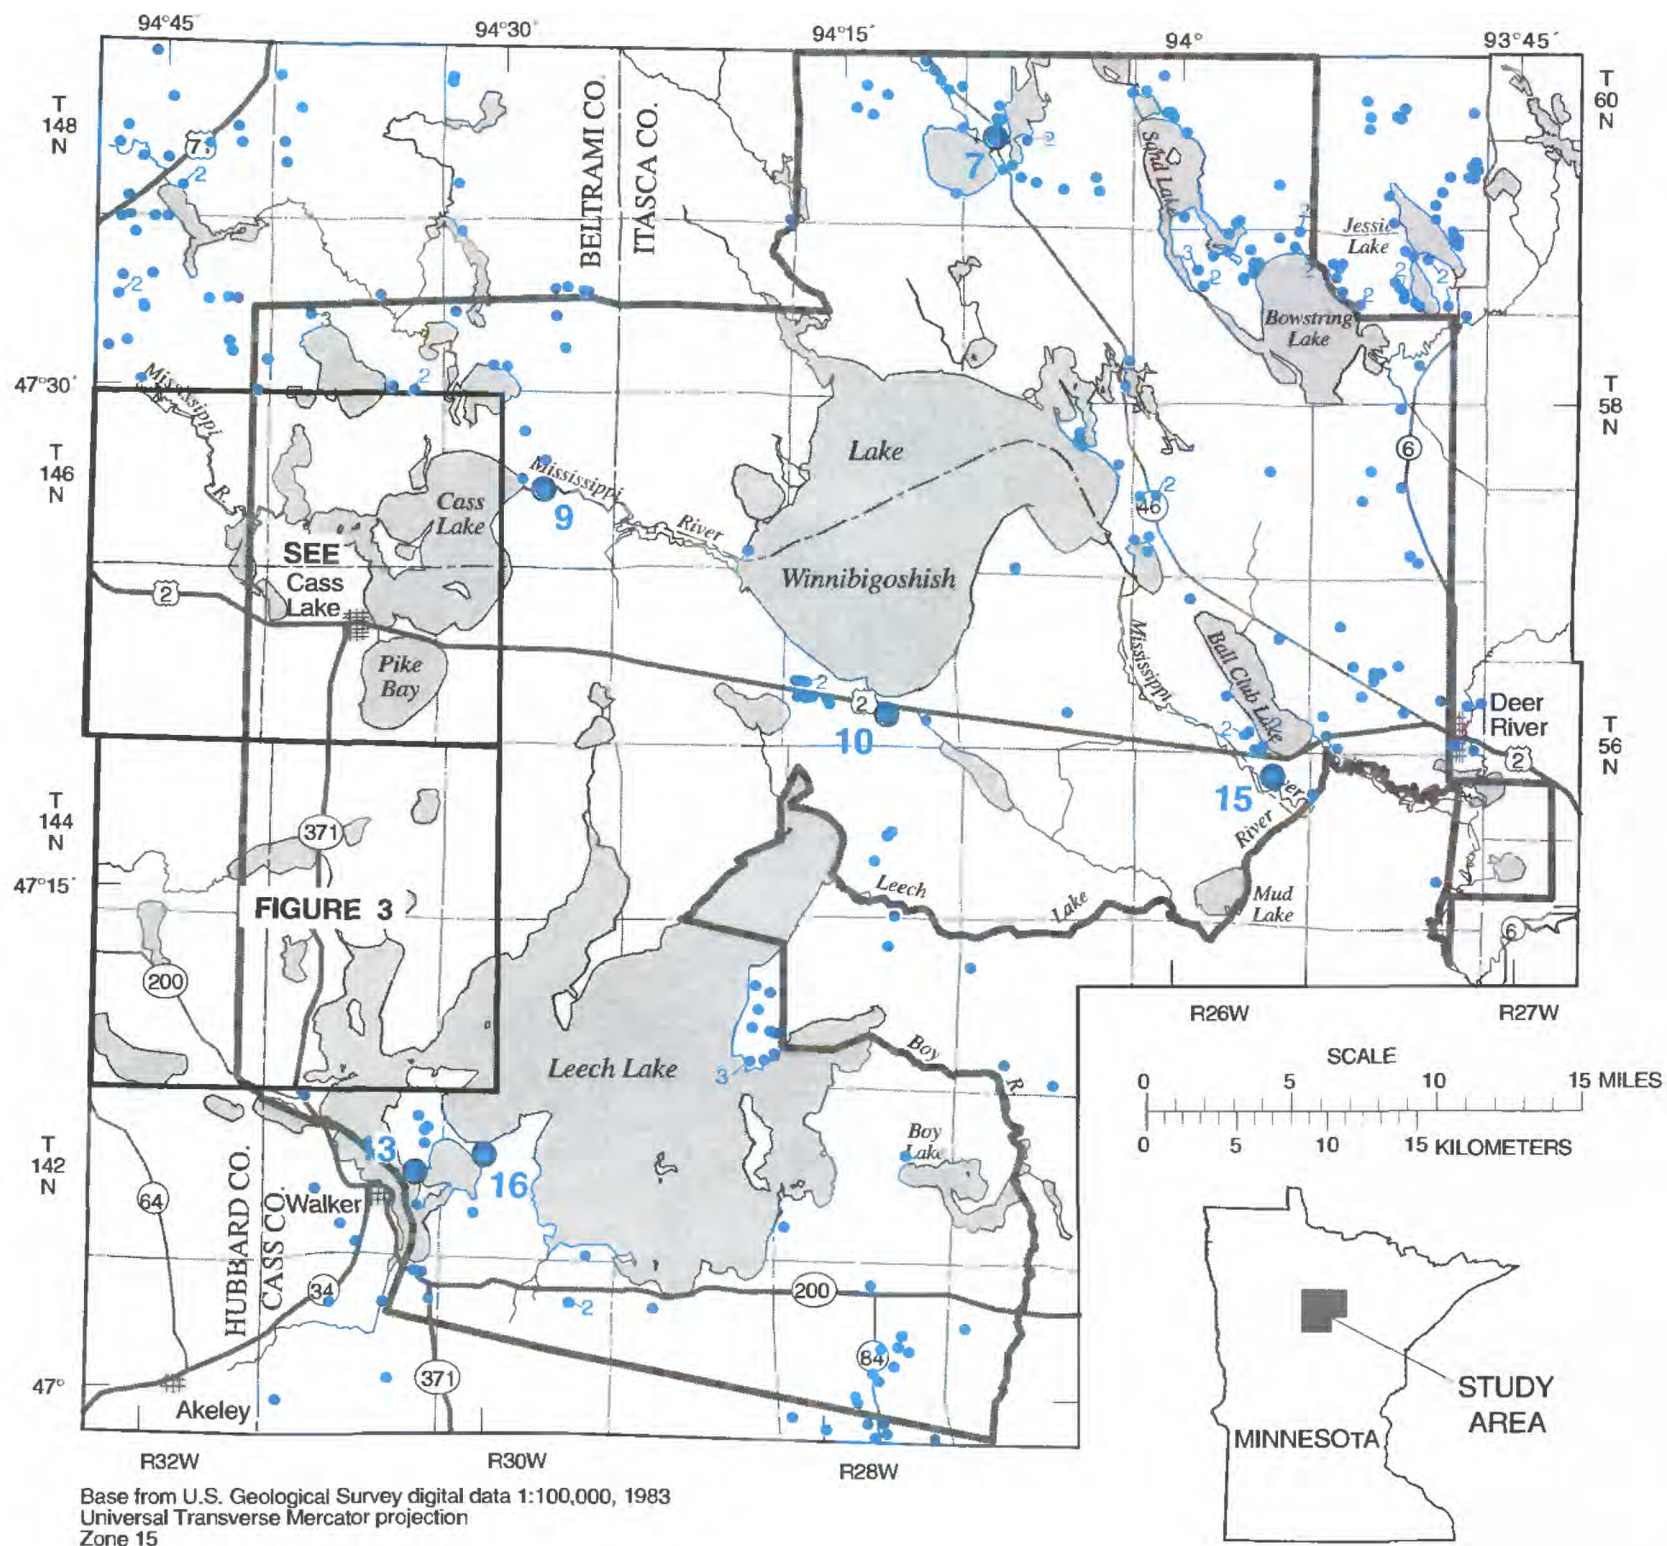 94°45´
94°30´
94°15´
94°
93°45´
T
148
N
T
60
N
BELTRAMI CO.
ITASCA CO.
7
2
2
Sand Lake
Jessie
Lake
3
2
2
2
2
2
3
2
Bowstring
Lake
47°30´
Mississippi
R.
T
58
N
T
146
N
Cass
Lake
Mississippi
River
9
Lake
Winnibigoshish
6
2
46
SEE
Cass
Lake
2
Pike
Bay
Mississippi
River
Ball Club Lake
2
2
10
2
15
Deer
River
2
T
56
N
T
144
N
371
47°15´
FIGURE 3
Leech
Lake
River
Mud
Lake
6
200
R26W
R27W
Leech Lake
3
Boy
R.
SCALE
0 5 10 15 MILES
0 5 10 15 KILOMETERS
T
142
N
13
16
Boy
Lake
Walker
64
HUBBARD CO.
CASS CO.
34
2
200
84
371
47°
Akeley
STUDY
AREA
MINNESOTA
R32W
R30W
R28W
Base from U.S. Geological Survey digital data 1:100,000, 1983
Universal Transverse Mercator projection
Zone 15